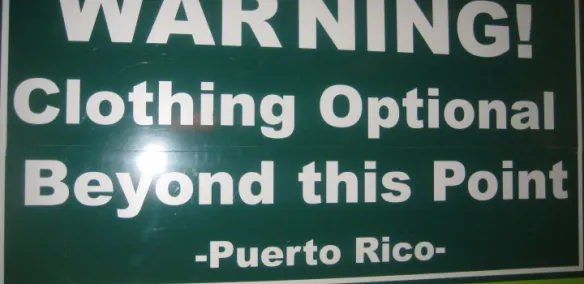 WARNING!
Clothing Optional
Beyond this Point
-Puerto Rico-